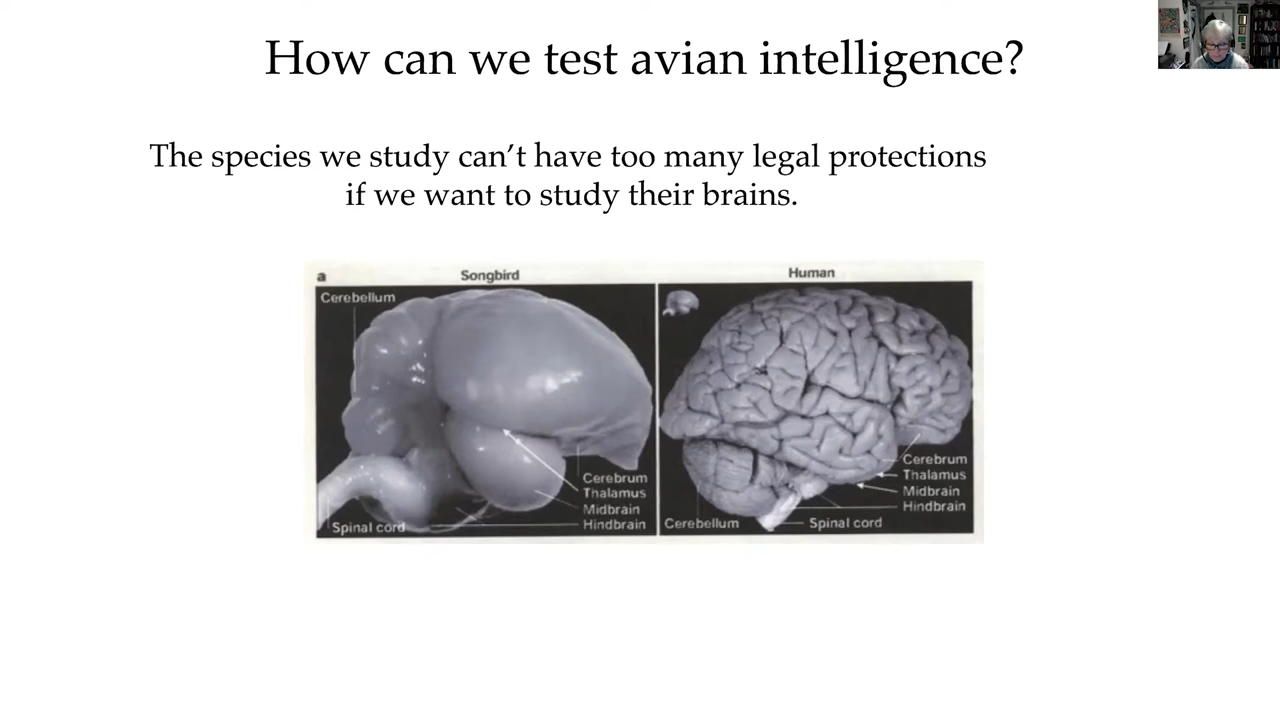 How can we test avian intelligence?
The species we study can't have too many legal protections
if we want to study their brains.
a
Songbird
Human
Cerebellum
Cerebrum
Thalamus
Midbrain
Hindbrain
Spinal cord
Cerebrum
Thalamus
Midbrain
Hindbrain
Cerebellum
Spinal cord